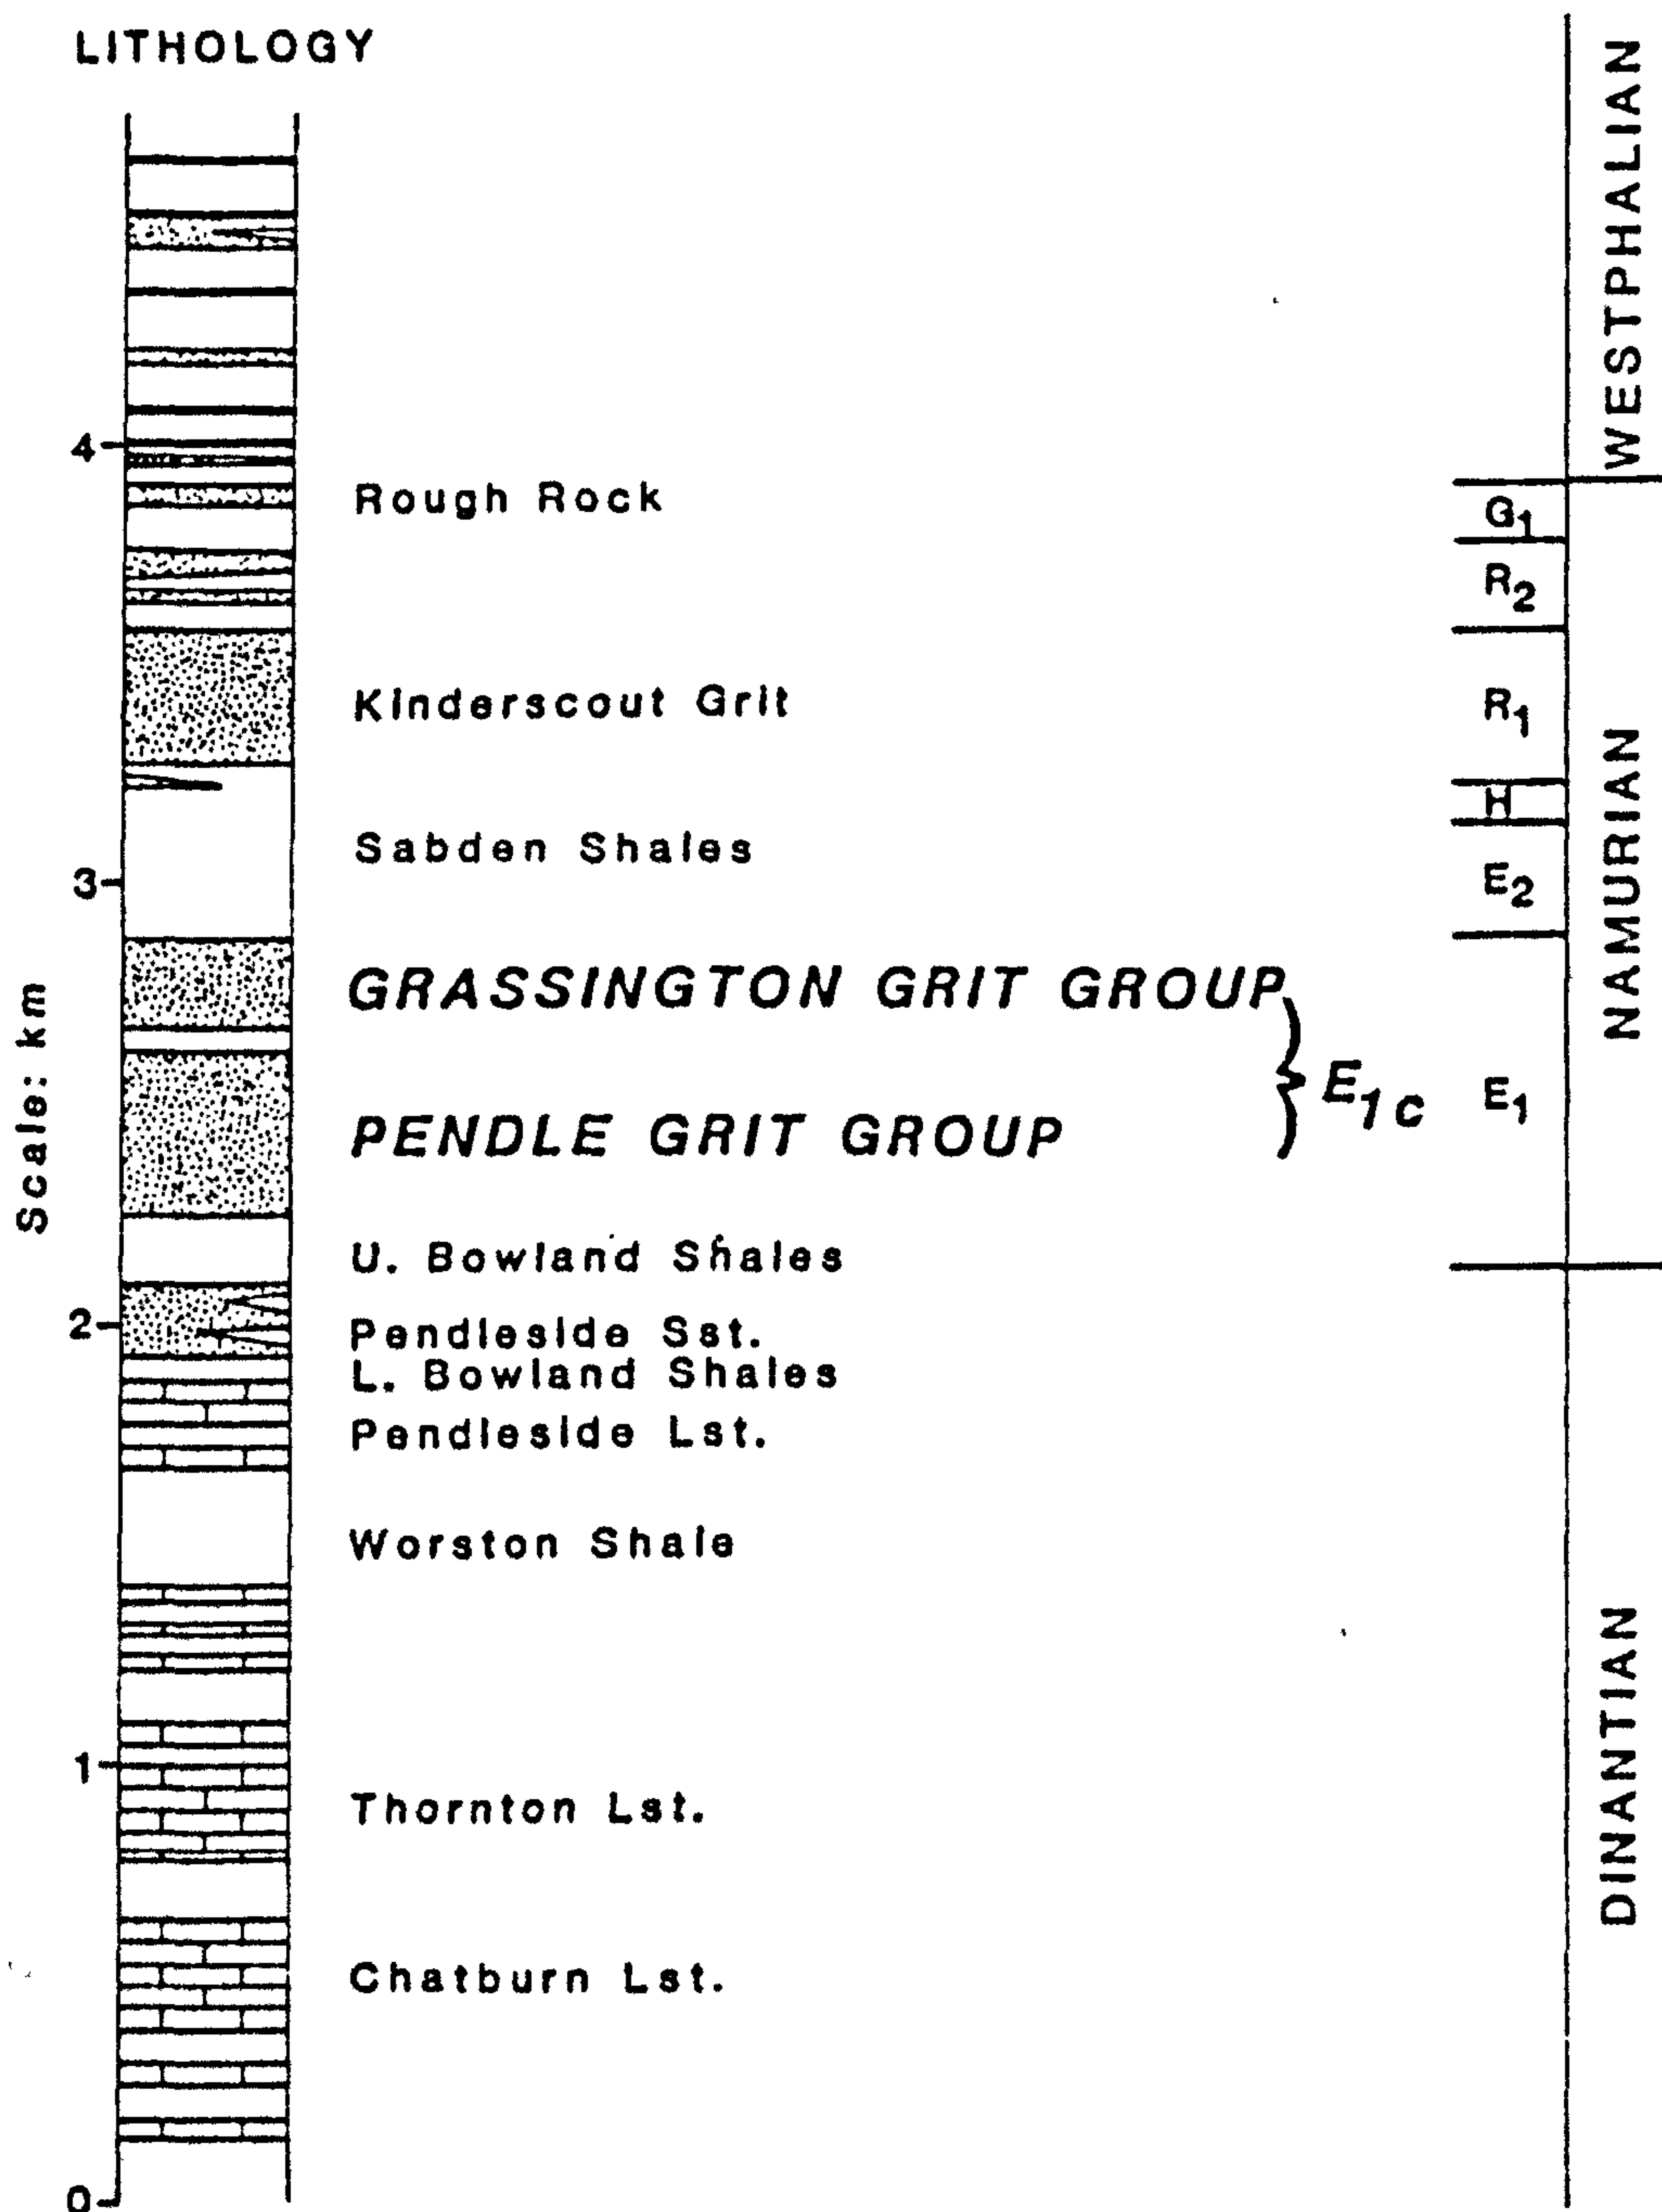 LITHOLOGY
WESTPHALIAN
4
Rough Rock
G1
R2
Kinderscout Grit
R1
NAMURIAN
H
Sabden Shales
3
E2
GRASSINGTON GRIT GROUP
Scale: km
E1c
E1
PENDLE GRIT GROUP
U. Bowland Shales
2
Pendleside Sst.
L. Bowland Shales
Pendleside Lst.
Worston Shale
DINANTIAN
1
Thornton Lst.
Chatburn Lst.
0